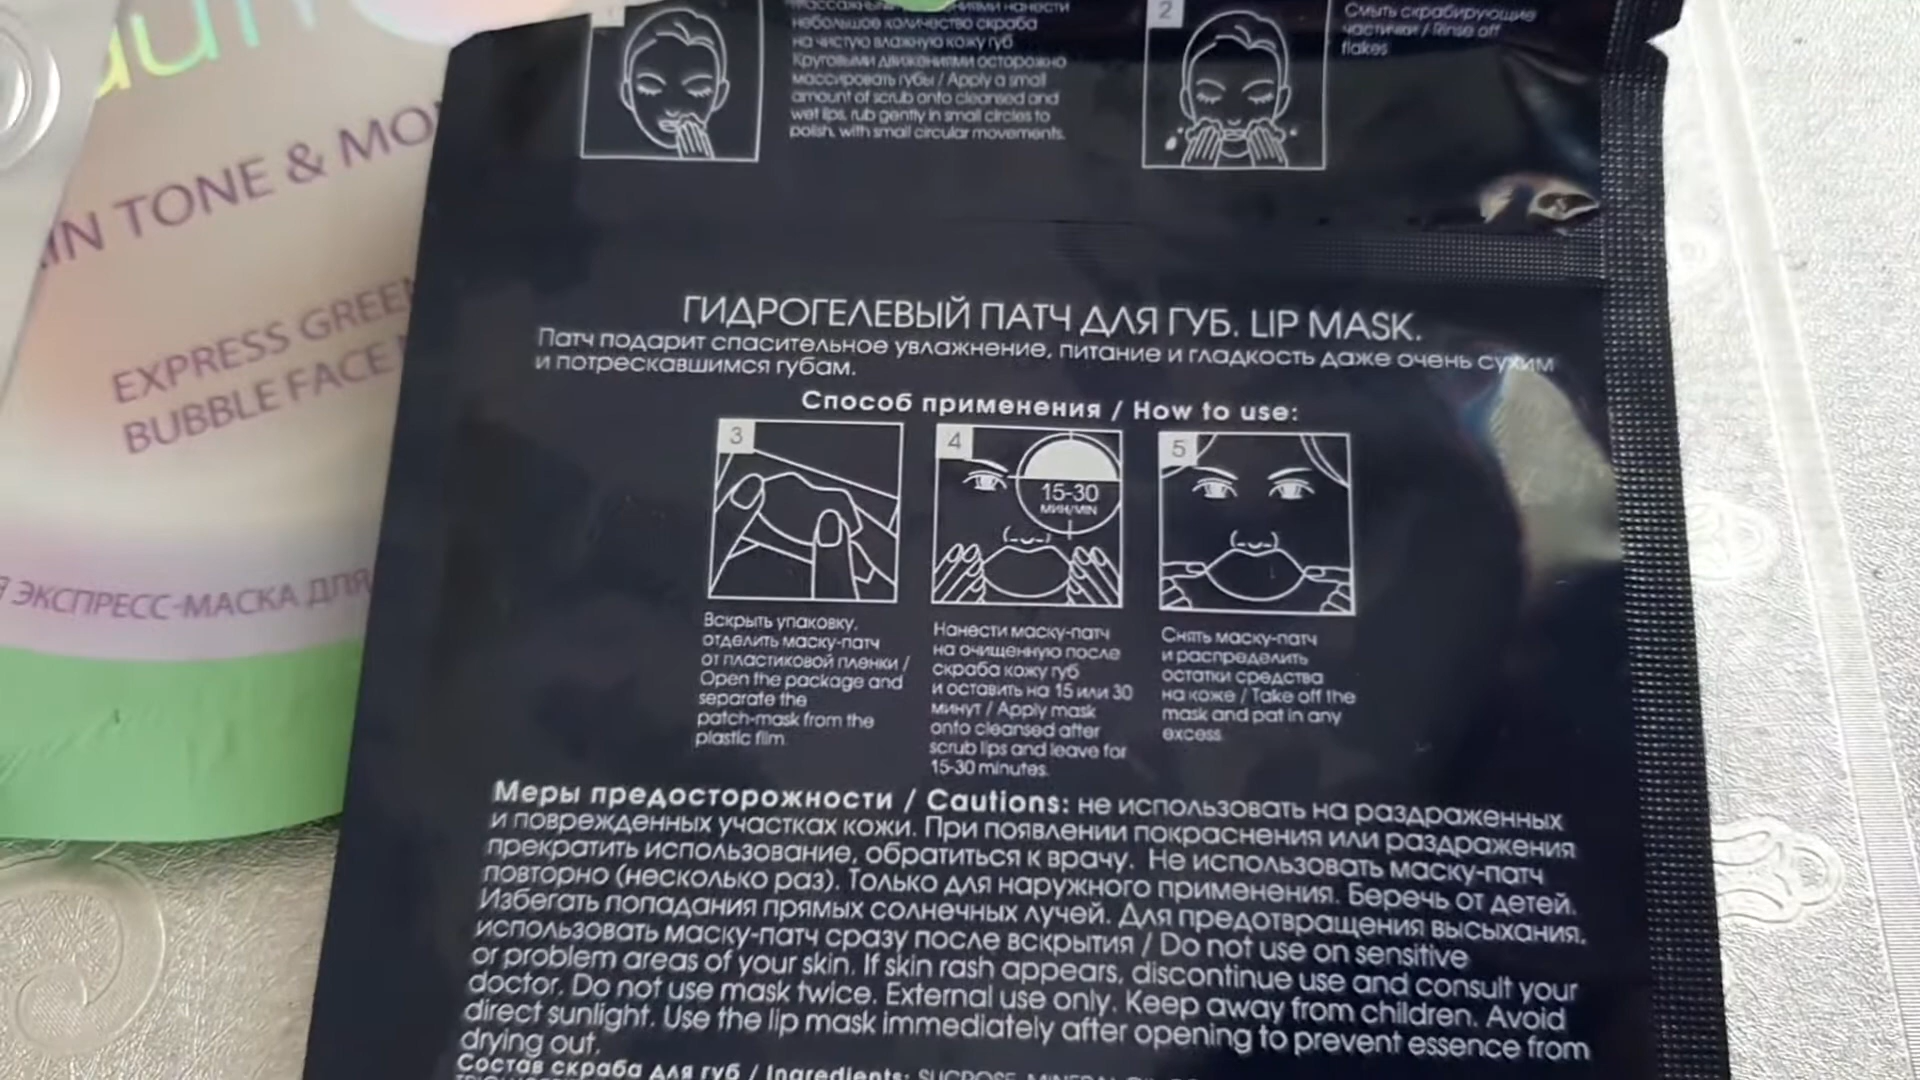 IN TONE & MO
EXPRESS GREE
BUBBLE FACE
ЭКСПРЕСС-МАСКА ДЛЯ
1
нанести
небольшое количество скраба
на чистую влажную кожу губ
Круговыми движениями осторожно
массировать губы / Apply a small
amount of scrub onto cleansed and
wet lips, rub gently in small circles to
polish, with small circular movements.
2
Смыть скрабирующие
частички / Rinse off
flakes
ГИДРОГЕЛЕВЫЙ ПАТЧ ДЛЯ ГУБ. LIP MASK.
Патч подарит спасительное увлажнение, питание и гладкость даже очень сухим
и потрескавшимся губам.
Способ применения / How to use:
3
4
15-30
МИН/MIN
5
Вскрыть упаковку,
отделить маску-патч
от пластиковой пленки /
Open the package and
separate the
patch-mask from the
plastic film.
Нанести маску-патч
на очищенную после
скраба кожу губ
и оставить на 15 или 30
минут / Apply mask
onto cleansed after
scrub lips and leave for
15-30 minutes.
Снять маску-патч
и распределить
остатки средства
на коже / Take off the
mask and pat in any
excess.
Меры предосторожности / Cautions: не использовать на раздраженных
и поврежденных участках кожи. При появлении покраснения или раздражения
прекратить использование, обратиться к врачу. Не использовать маску-патч
повторно (несколько раз). Только для наружного применения. Беречь от детей.
Избегать попадания прямых солнечных лучей. Для предотвращения высыхания,
использовать маску-патч сразу после вскрытия / Do not use on sensitive
or problem areas of your skin. If skin rash appears, discontinue use and consult your
doctor. Do not use mask twice. External use only. Keep away from children. Avoid
direct sunlight. Use the lip mask immediately after opening to prevent essence from
drying out.
Состав скраба для губ / Ingredients: SUCROSE, MINERAL